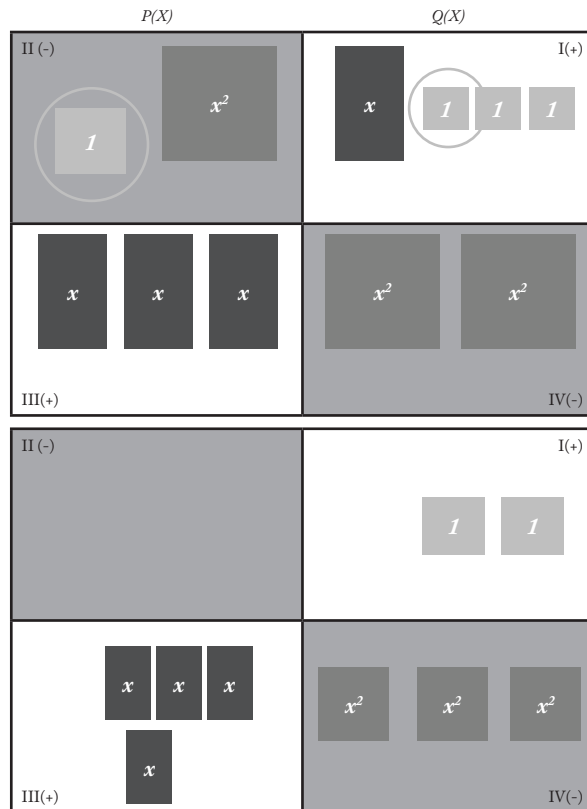 P(X) Q(X)
II (-) I(+)
1 x² x 1 1 1
x x x x² x²
III(+) IV(-)
II (-) I(+)
1 1
x x x x² x² x²
x
III(+) IV(-)